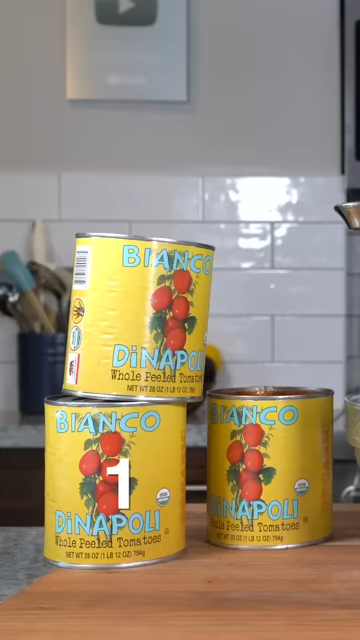 BIANCO
DiNAPOLI
Whole Peeled Tomatoes
NET WT 28 OZ (1 LB 12 OZ) 794g
BIANCO
1
DiNAPOLI
Whole Peeled Tomatoes
NET WT 28 OZ (1 LB 12 OZ) 794g
BIANCO
DiNAPOLI
Whole Peeled Tomatoes
NET WT 28 OZ (1 LB 12 OZ) 794g